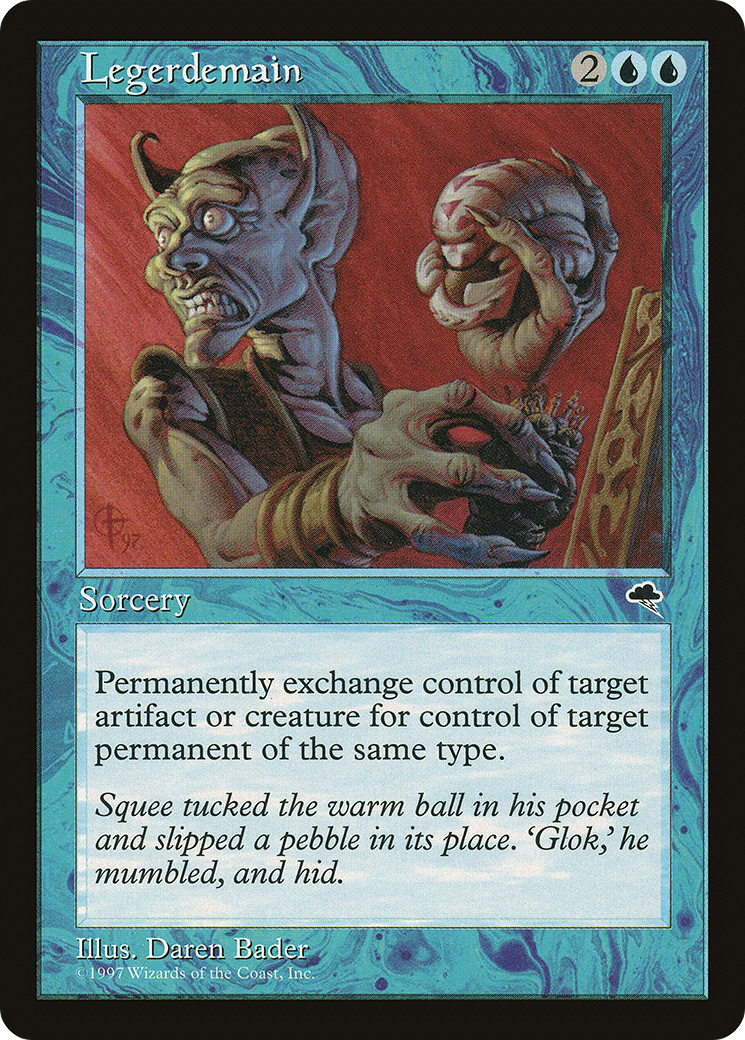 Legerdemain 2
97
Sorcery
Permanently exchange control of target
artifact or creature for control of target
permanent of the same type.
Squee tucked the warm ball in his pocket
and slipped a pebble in its place. ‘Glok,’ he
mumbled, and hid.
Illus. Daren Bader
©1997 Wizards of the Coast, Inc.